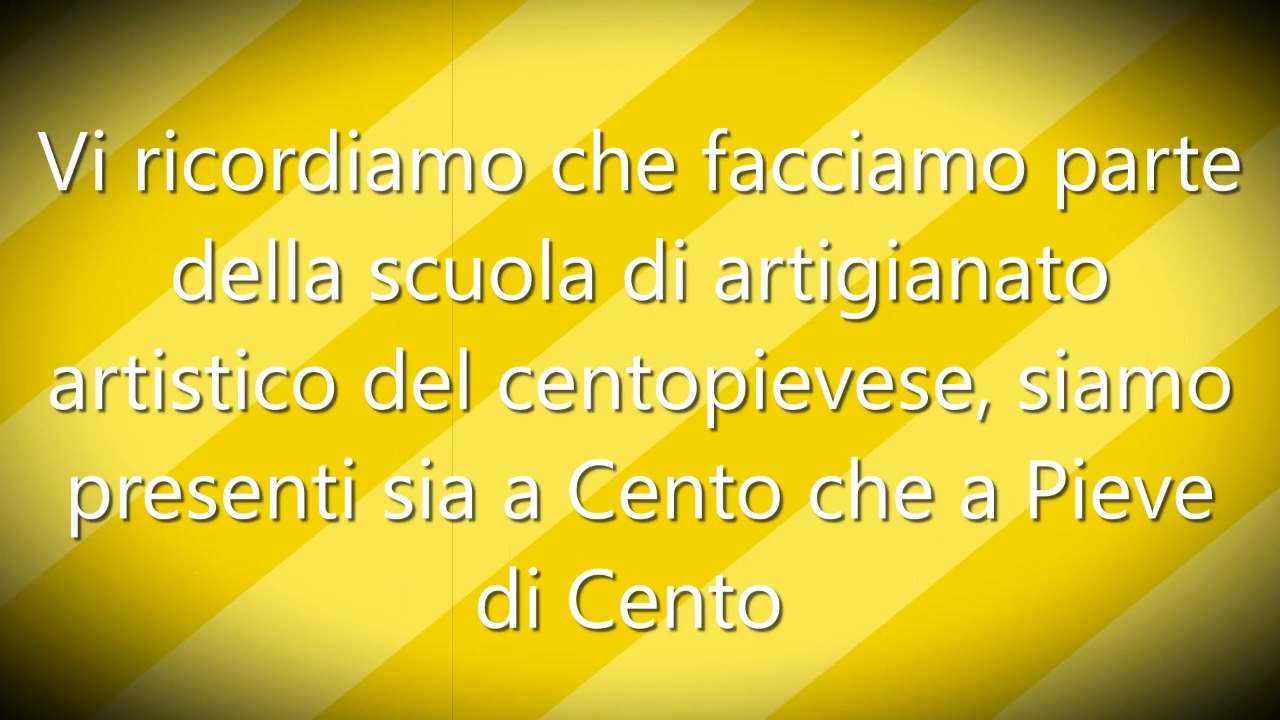 Vi ricordiamo che facciamo parte
della scuola di artigianato
artistico del centopievese, siamo
presenti sia a Cento che a Pieve
di Cento